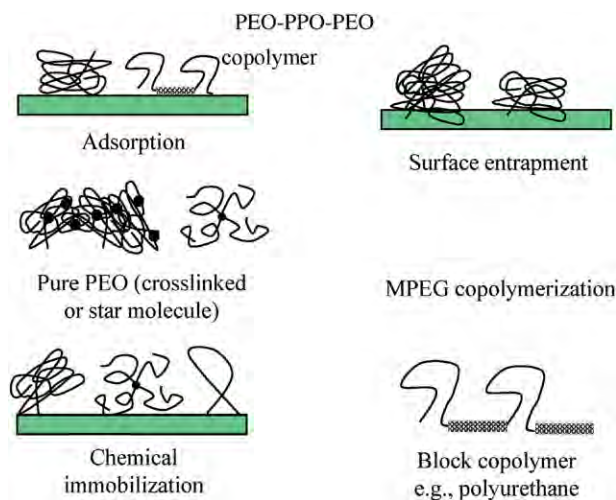 PEO-PPO-PEO
copolymer
Adsorption
Surface entrapment
Pure PEO (crosslinked
or star molecule)
MPEG copolymerization
Chemical
immobilization
Block copolymer
e.g., polyurethane